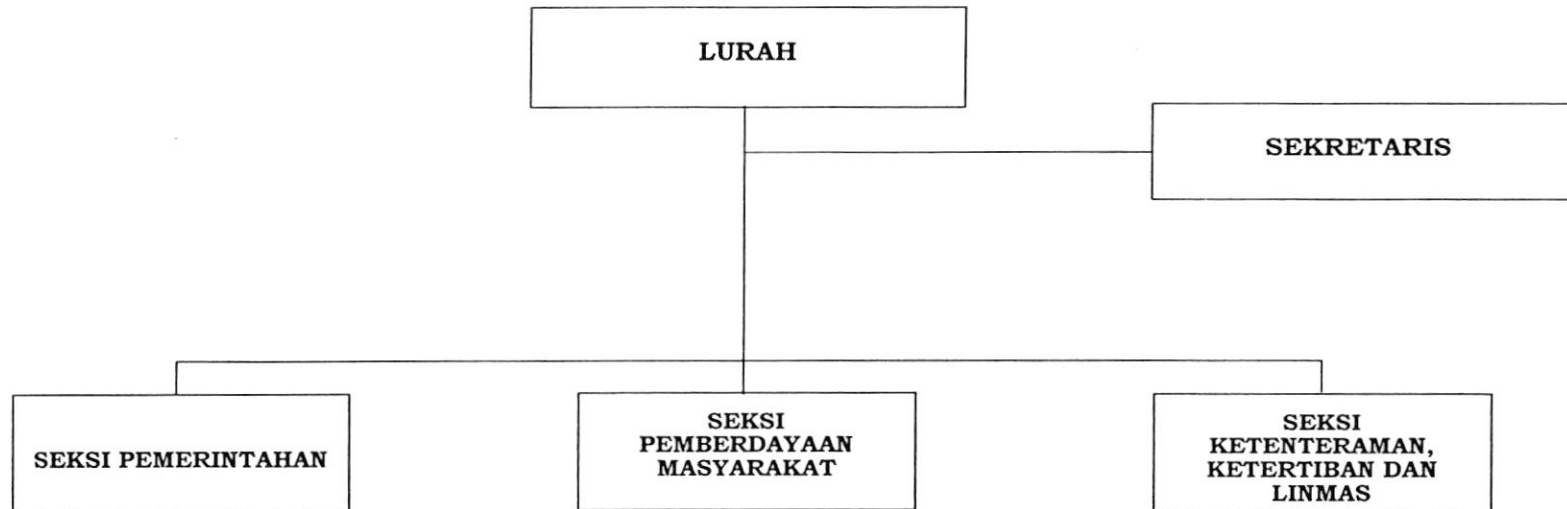 LURAH
SEKRETARIS
SEKSI PEMERINTAHAN
SEKSI
PEMBERDAYAAN
MASYARAKAT
SEKSI
KETENTERAMAN,
KETERTIBAN DAN
LINMAS